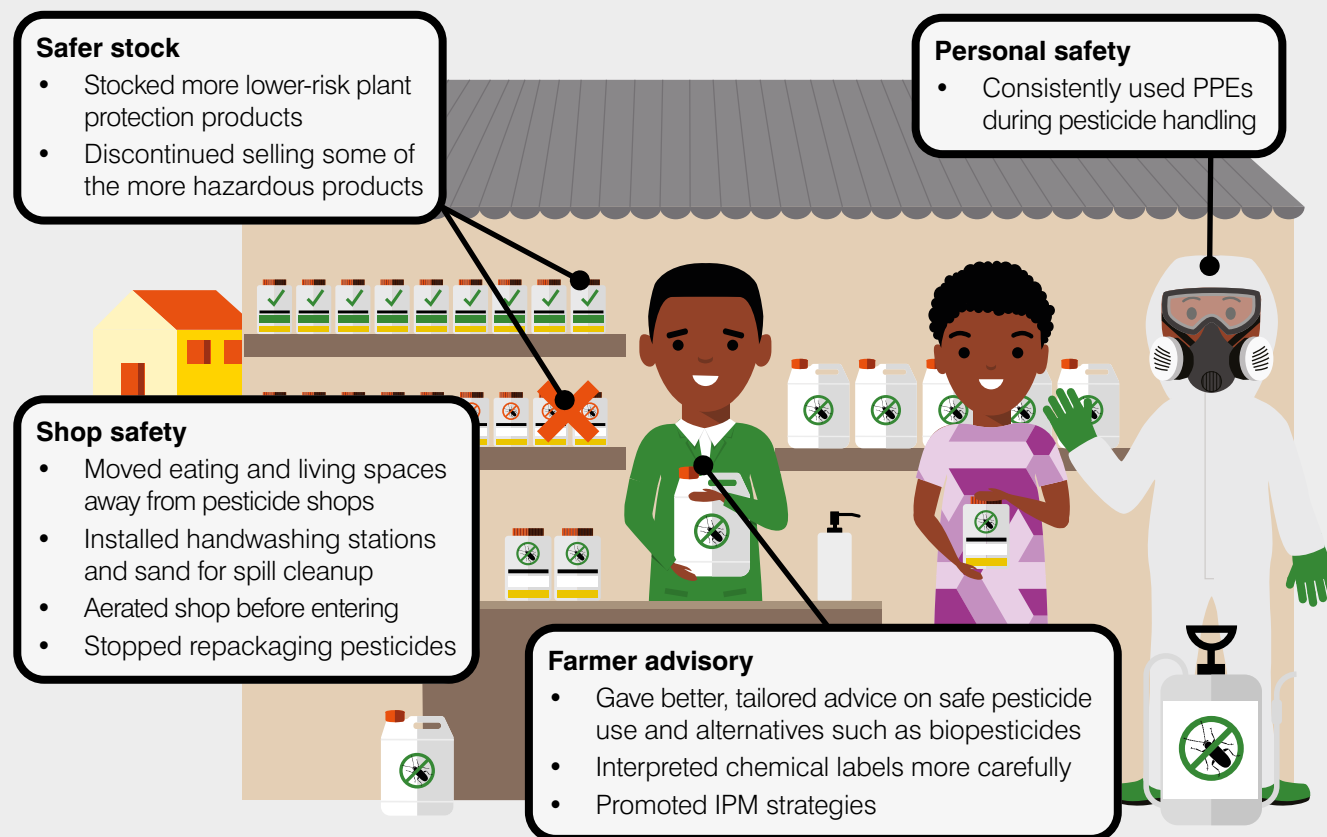 Safer stock
• Stocked more lower-risk plant
protection products
• Discontinued selling some of
the more hazardous products
Personal safety
• Consistently used PPEs
during pesticide handling
Shop safety
• Moved eating and living spaces
away from pesticide shops
• Installed handwashing stations
and sand for spill cleanup
• Aerated shop before entering
• Stopped repackaging pesticides
Farmer advisory
• Gave better, tailored advice on safe pesticide
use and alternatives such as biopesticides
• Interpreted chemical labels more carefully
• Promoted IPM strategies